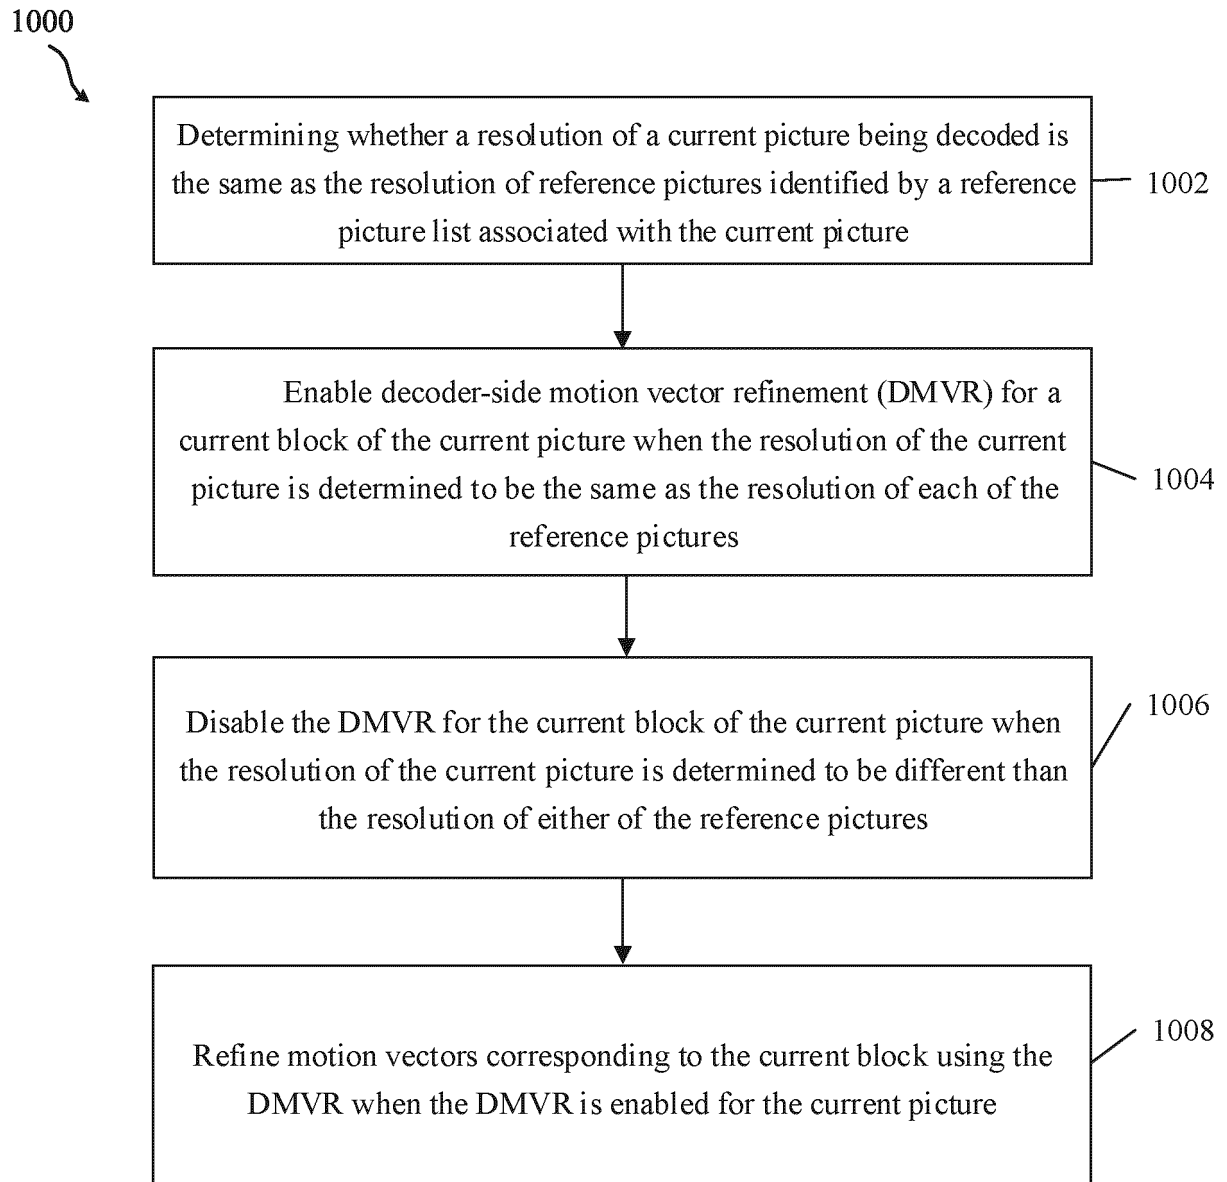 1000
Determining whether a resolution of a current picture being decoded is
the same as the resolution of reference pictures identified by a reference
picture list associated with the current picture
1002
Enable decoder-side motion vector refinement (DMVR) for a
current block of the current picture when the resolution of the current
picture is determined to be the same as the resolution of each of the
reference pictures
1004
Disable the DMVR for the current block of the current picture when
the resolution of the current picture is determined to be different than
the resolution of either of the reference pictures
1006
Refine motion vectors corresponding to the current block using the
DMVR when the DMVR is enabled for the current picture
1008